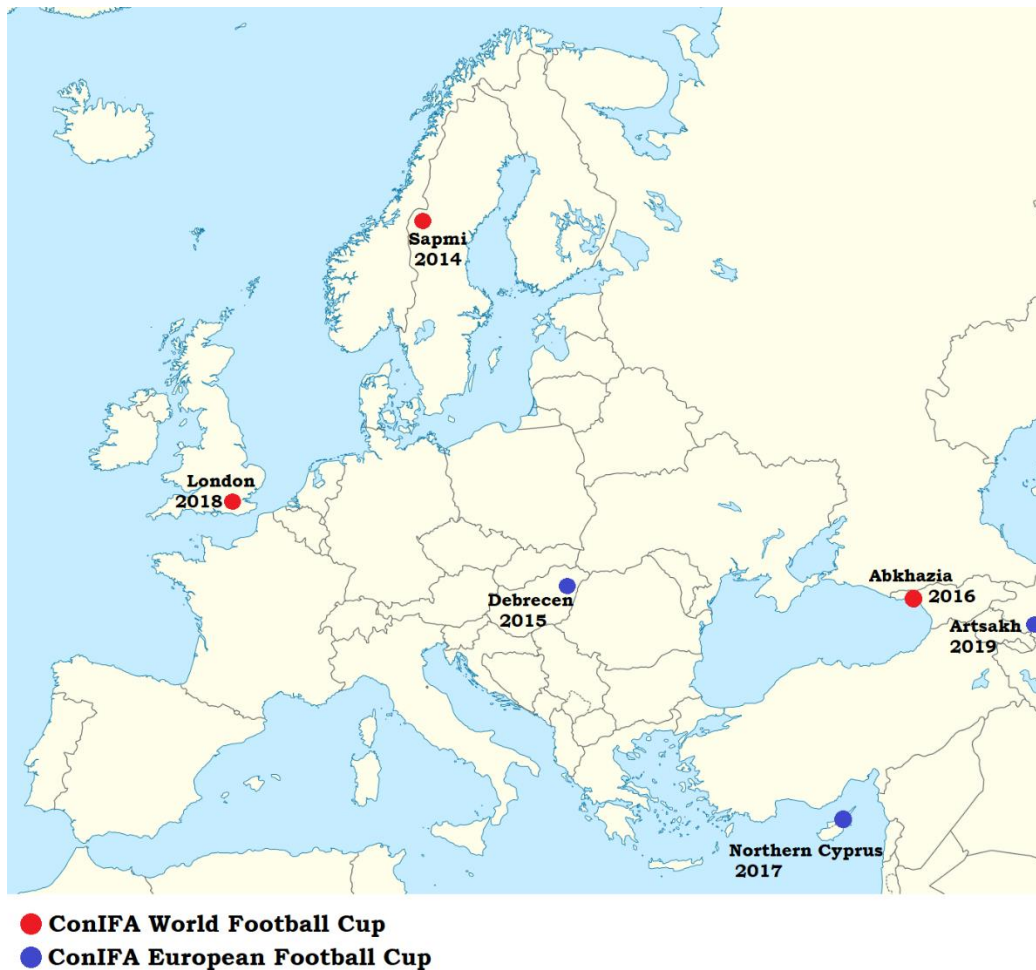 Sapmi
2014
London
2018
Debrecen
2015
Abkhazia
2016
Artsakh
2019
Northern Cyprus
2017
ConIFA World Football Cup
ConIFA European Football Cup